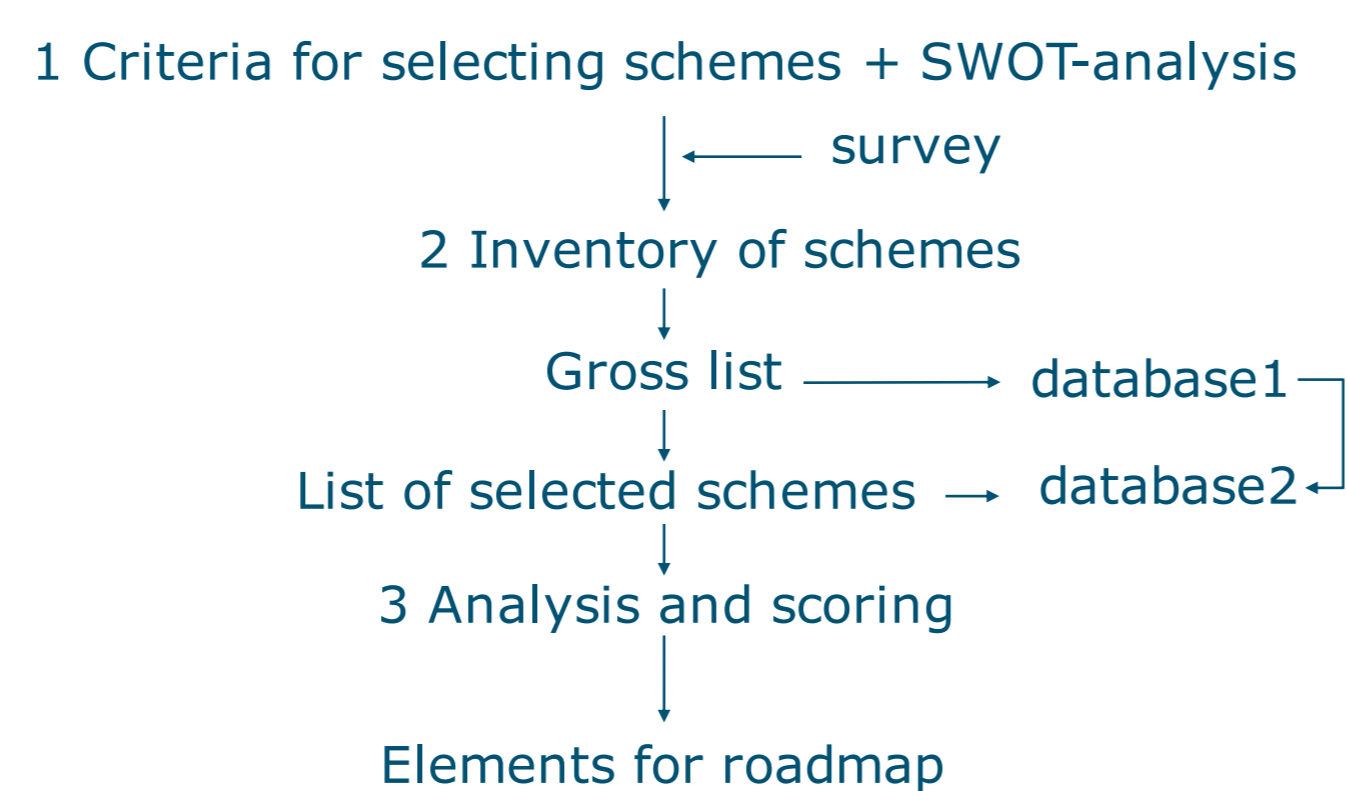 1 Criteria for selecting schemes + SWOT-analysis
survey
2 Inventory of schemes
Gross list
database1
List of selected schemes
database2
3 Analysis and scoring
Elements for roadmap